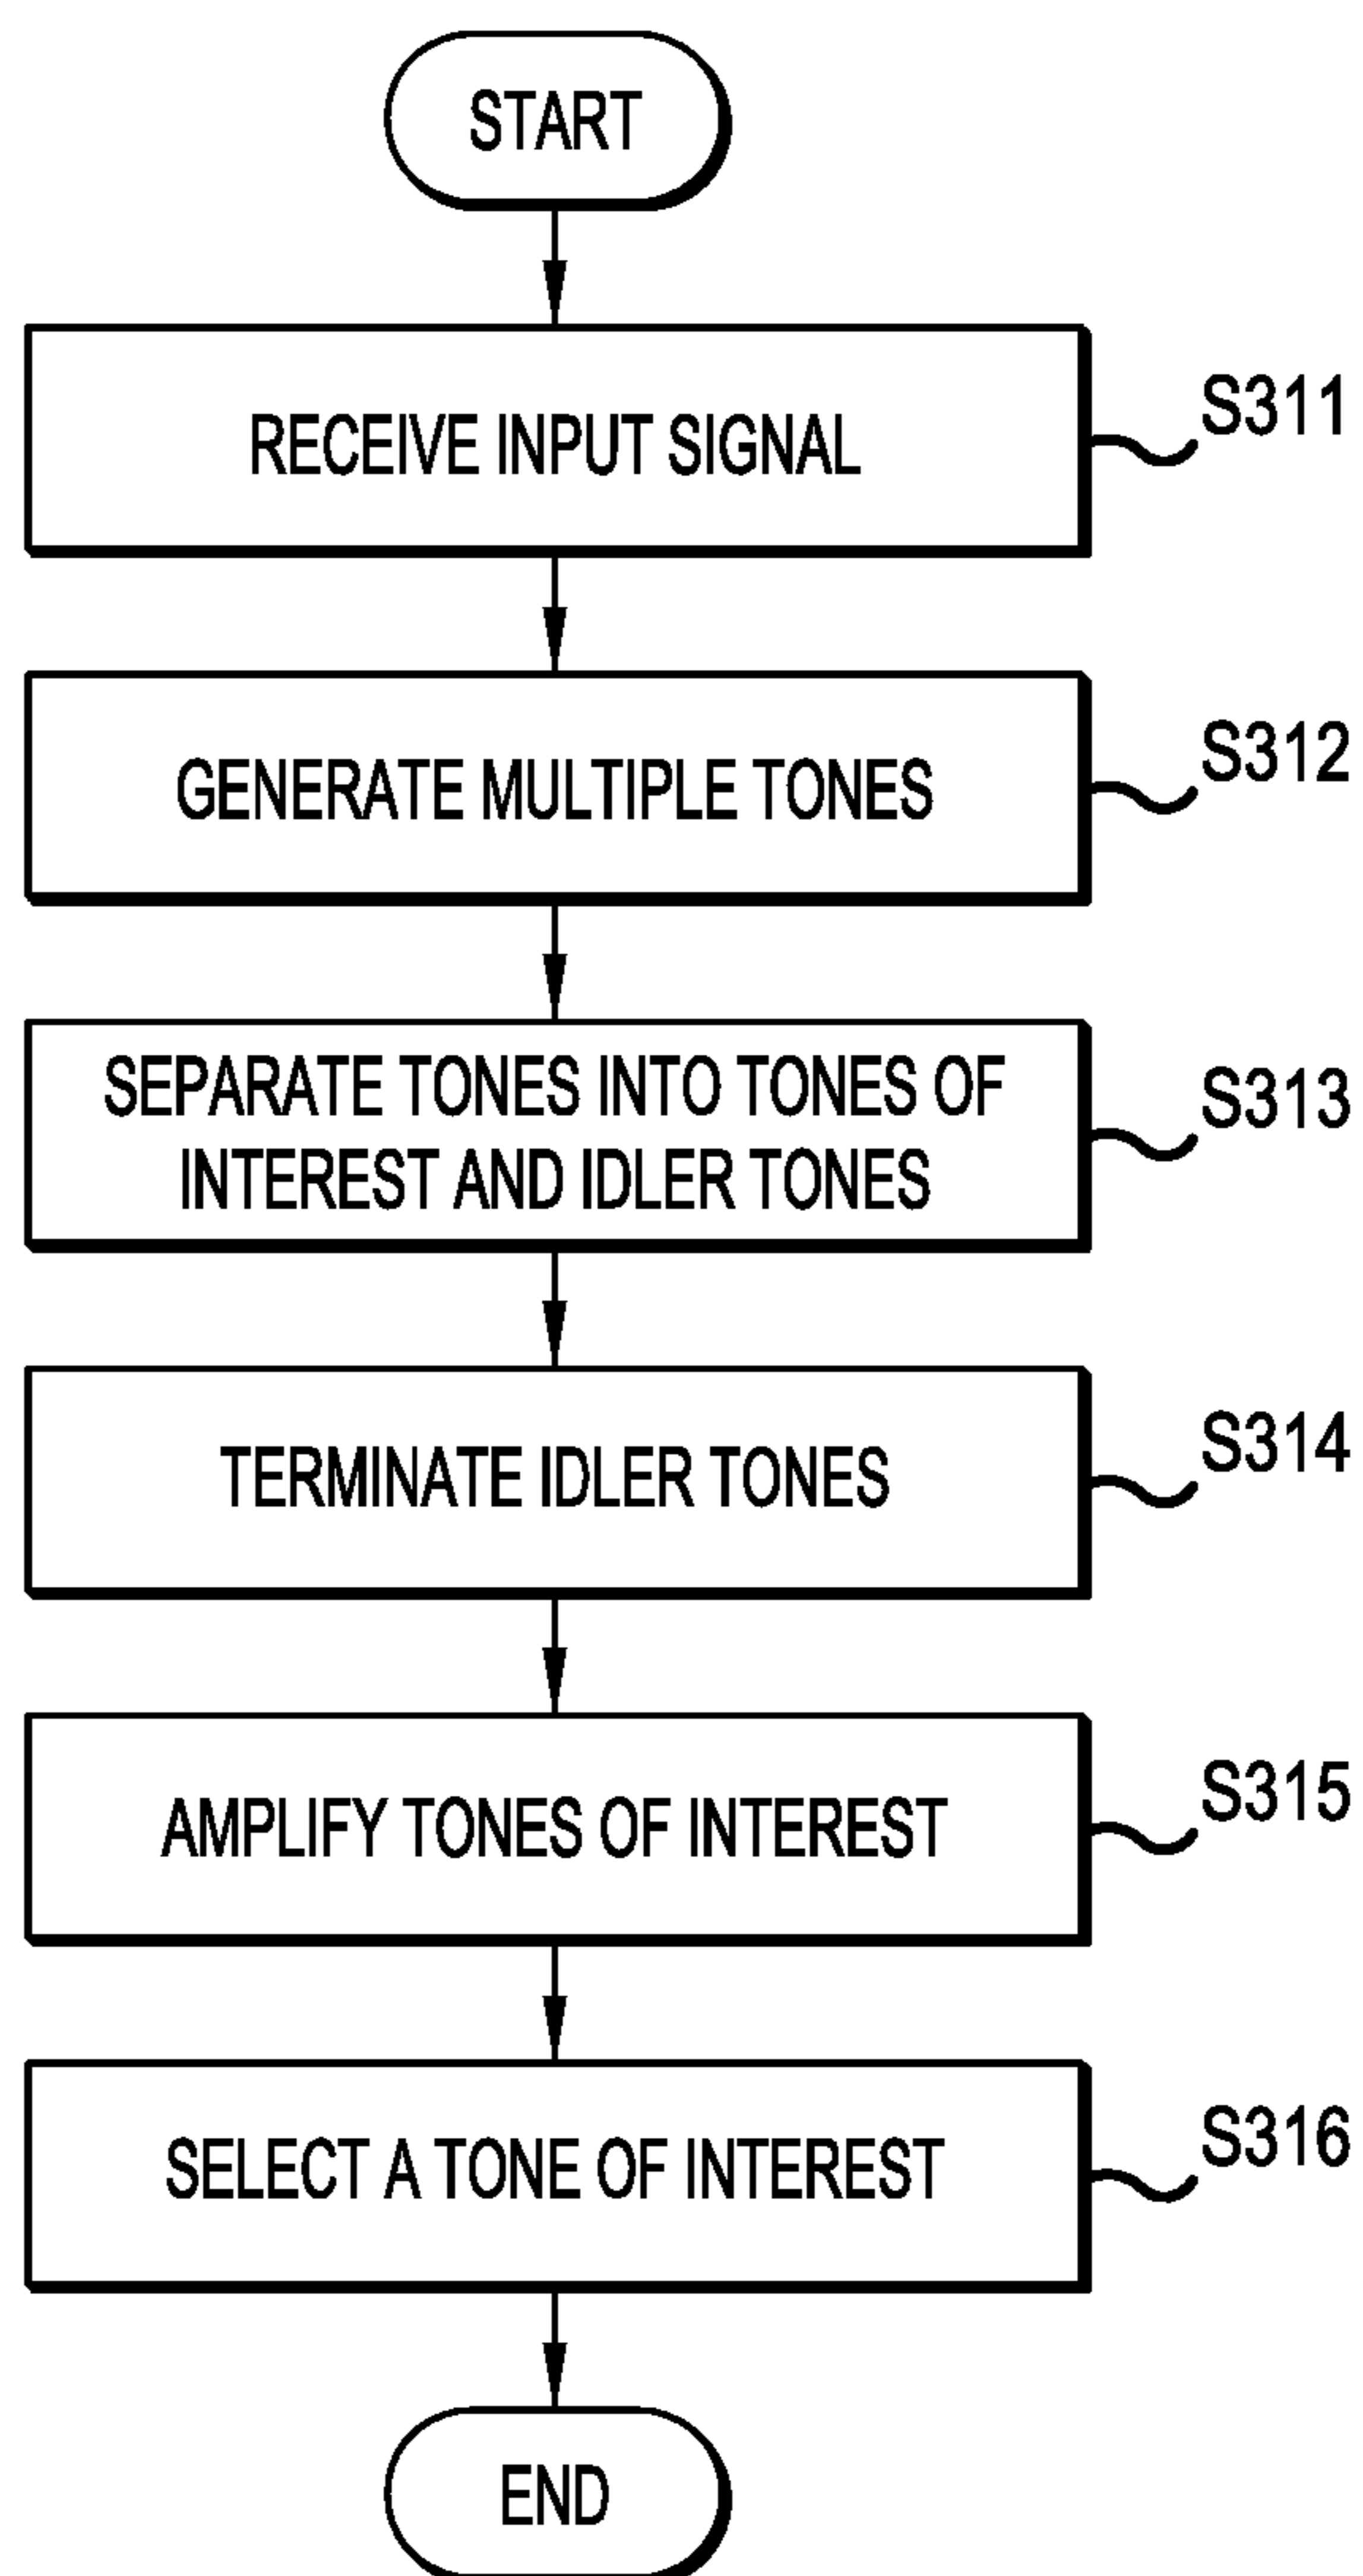 START
RECEIVE INPUT SIGNAL
S311
GENERATE MULTIPLE TONES
S312
SEPARATE TONES INTO TONES OF
INTEREST AND IDLER TONES
S313
TERMINATE IDLER TONES
S314
AMPLIFY TONES OF INTEREST
S315
SELECT A TONE OF INTEREST
S316
END